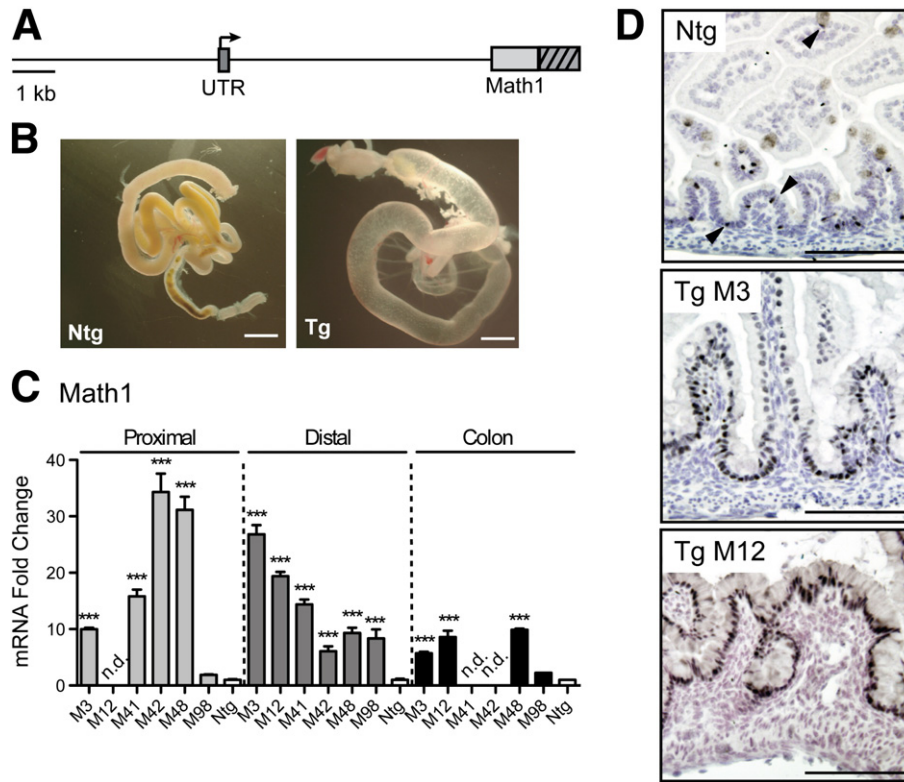 A
1 kb
UTR
Math1
B
Ntg
Tg
C Math1
Proximal Distal Colon
mRNA Fold Change
40
30
20
10
0
*** n.d. *** *** ***
*** *** *** *** *** ***
*** *** n.d. n.d. ***
M3 M12 M41 M42 M48 M98 Ntg M3 M12 M41 M42 M48 M98 Ntg M3 M12 M41 M42 M48 M98 Ntg
D
Ntg
Tg M3
Tg M12